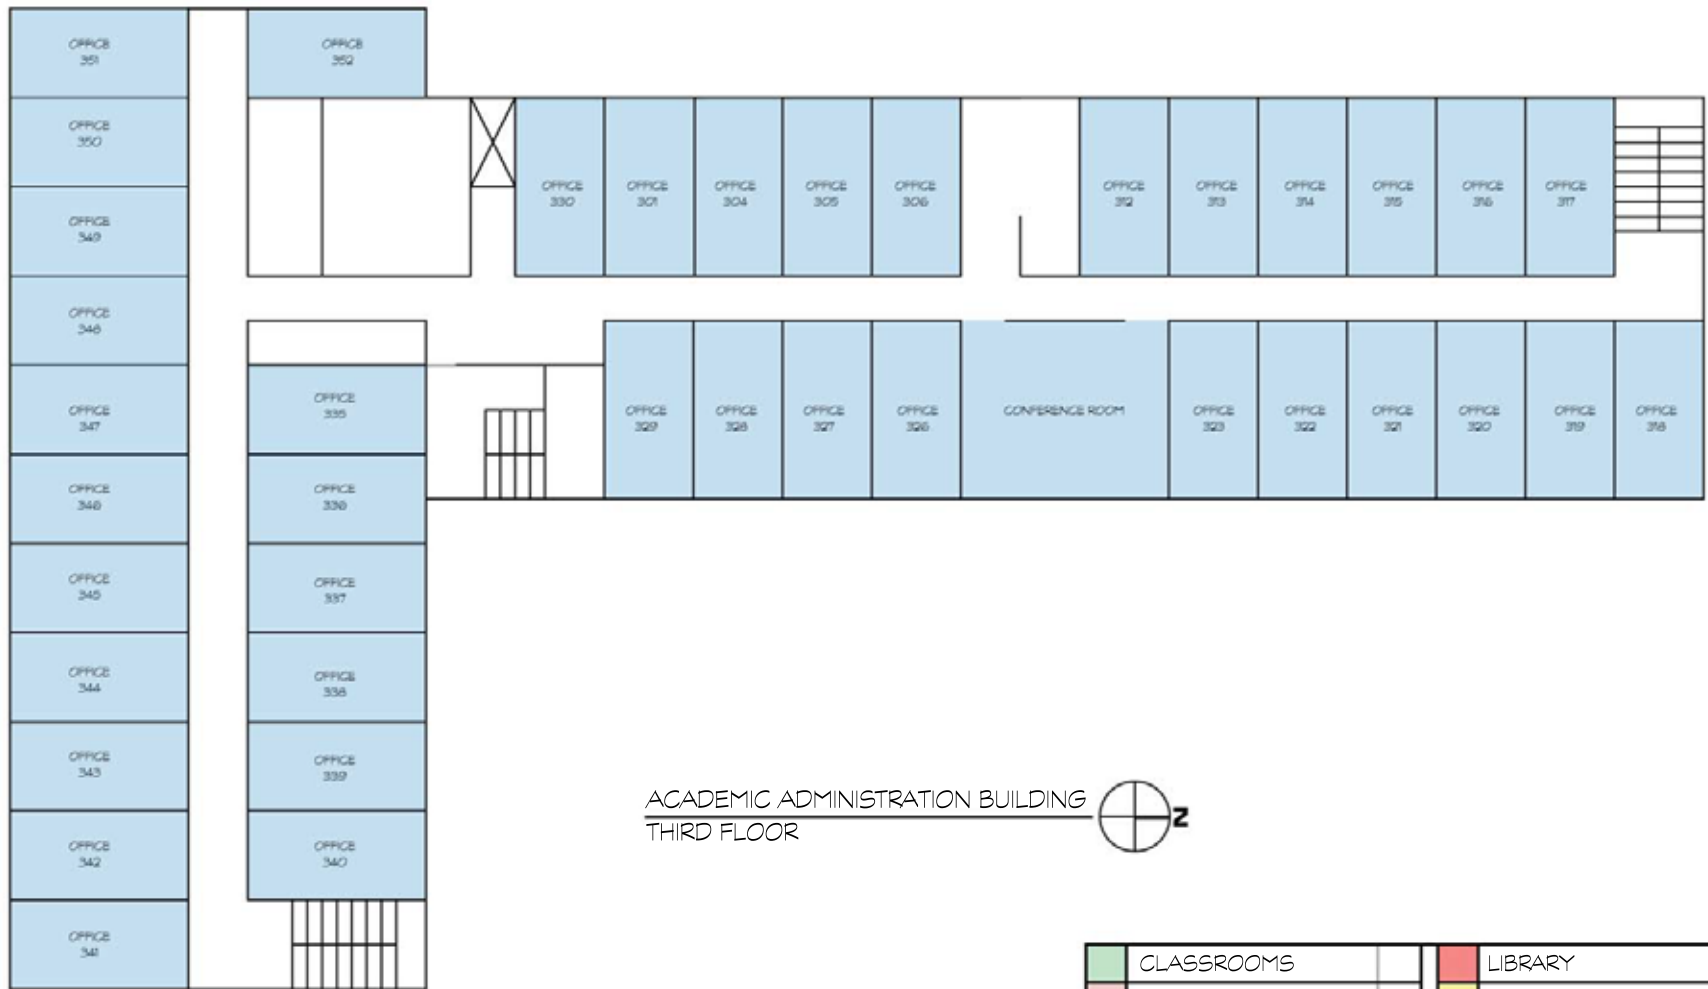 OFFICE
351
OFFICE
352
OFFICE
350
OFFICE
349
OFFICE
330
OFFICE
301
OFFICE
304
OFFICE
305
OFFICE
306
OFFICE
312
OFFICE
313
OFFICE
314
OFFICE
315
OFFICE
316
OFFICE
317
OFFICE
348
OFFICE
347
OFFICE
335
OFFICE
329
OFFICE
328
OFFICE
327
OFFICE
326
CONFERENCE ROOM
OFFICE
323
OFFICE
322
OFFICE
321
OFFICE
320
OFFICE
319
OFFICE
318
OFFICE
346
OFFICE
336
OFFICE
345
OFFICE
337
OFFICE
344
OFFICE
338
OFFICE
343
OFFICE
339
OFFICE
342
OFFICE
340
OFFICE
341
ACADEMIC ADMINISTRATION BUILDING
THIRD FLOOR
N
CLASSROOMS
LIBRARY